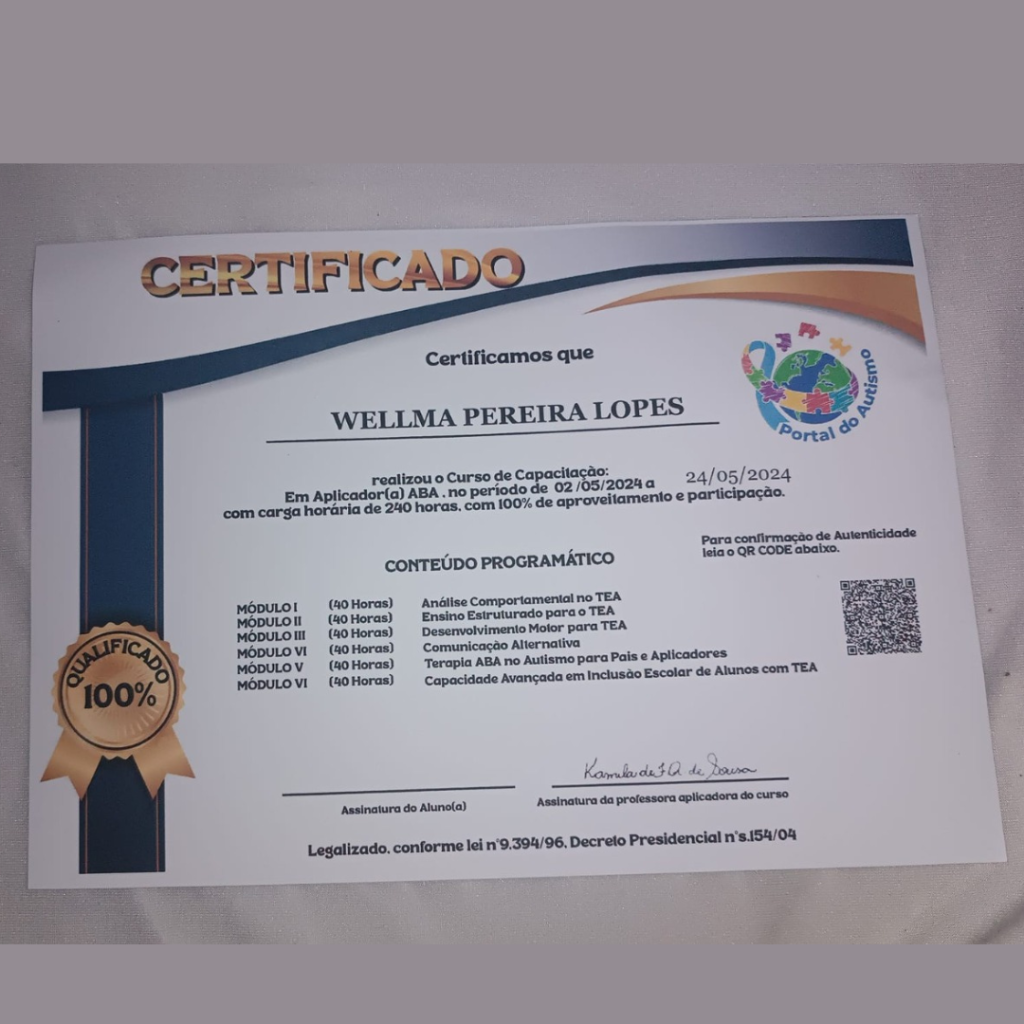 CERTIFICADO
Certificamos que
WELLMA PEREIRA LOPES
Portal do Autismo
realizou o Curso de Capacitação:
Em Aplicador(a) ABA , no período de 02/05/2024 a 24/05/2024
com carga horária de 240 horas, com 100% de aproveitamento e participação.
Para confirmação de Autenticidade
leia o QR CODE abaixo.
CONTEÚDO PROGRAMÁTICO
MÓDULO I (40 Horas) Análise Comportamental no TEA
MÓDULO II (40 Horas) Ensino Estruturado para o TEA
MÓDULO III (40 Horas) Desenvolvimento Motor para TEA
MÓDULO VI (40 Horas) Comunicação Alternativa
MÓDULO V (40 Horas) Terapia ABA no Autismo para Pais e Aplicadores
MÓDULO VI (40 Horas) Capacidade Avançada em Inclusão Escolar de Alunos com TEA
QUALIFICADO
100%
Kamila de F. Q. de Sousa
Assinatura do Aluno(a)
Assinatura da professora aplicadora do curso
Legalizado, conforme lei n°9.394/96, Decreto Presidencial n°s.154/04